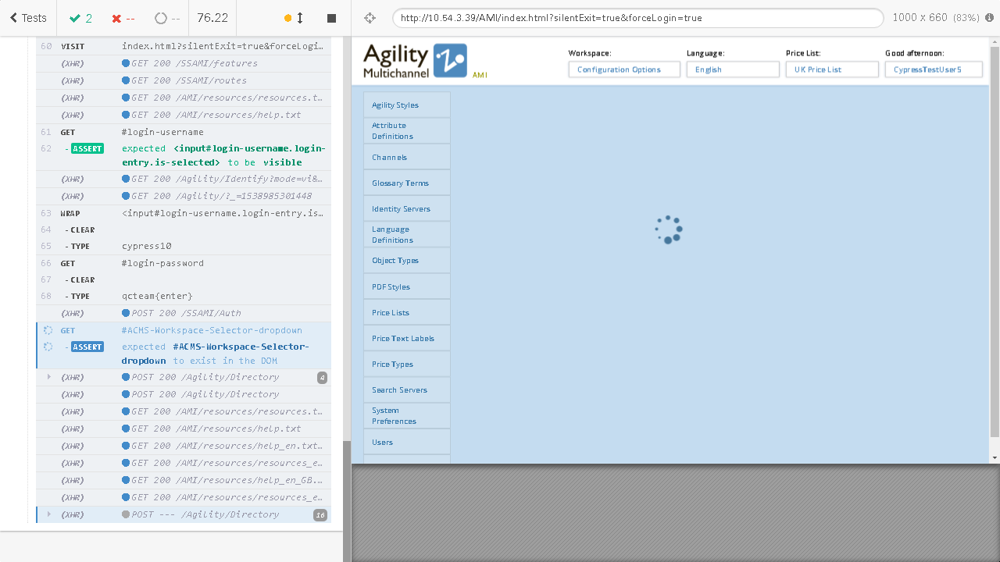 Tests
2
--
--
76.22
http://10.54.3.39/AMI/index.html?silentExit=true&forceLogin=true
1000 x 660 (83%)
60 VISIT index.html?silentExit=true&forceLogi...
(XHR) GET 200 /SSAMI/features
(XHR) GET 200 /SSAMI/routes
(XHR) GET 200 /AMI/resources/resources.t...
(XHR) GET 200 /AMI/resources/help.txt
61 GET #login-username
62 - ASSERT expected <input#login-username.login-
entry.is-selected> to be visible
(XHR) GET 200 /Agility/Identify?mode=vi&...
(XHR) GET 200 /Agility/?_=1538985301448
63 WRAP <input#login-username.login-entry.is...
64 - CLEAR
65 - TYPE cypress10
66 GET #login-password
67 - CLEAR
68 - TYPE qcteam{enter}
(XHR) POST 200 /SSAMI/Auth
GET #ACMS-Workspace-Selector-dropdown
- ASSERT expected #ACMS-Workspace-Selector-
dropdown to exist in the DOM
(XHR) POST 200 /Agility/Directory 4
(XHR) POST 200 /Agility/Directory
(XHR) GET 200 /AMI/resources/resources.t...
(XHR) GET 200 /AMI/resources/help.txt
(XHR) GET 200 /AMI/resources/help_en.txt...
(XHR) GET 200 /AMI/resources/resources_e...
(XHR) GET 200 /AMI/resources/help_en_GB...
(XHR) GET 200 /AMI/resources/resources_e...
(XHR) POST --- /Agility/Directory 16
Agility
Multichannel
AMI
Workspace: Language: Price List: Good afternoon:
Configuration Options English UK Price List CypressTestUser5
Agility Styles
Attribute
Definitions
Channels
Glossary Terms
Identity Servers
Language
Definitions
Object Types
PDF Styles
Price Lists
Price Text Labels
Price Types
Search Servers
System
Preferences
Users